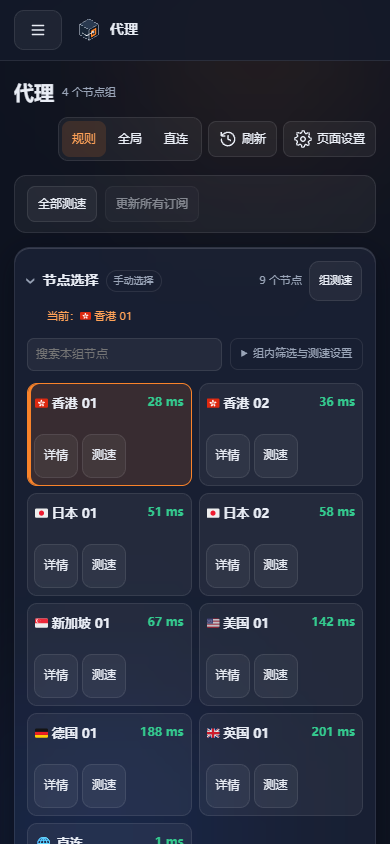 代理
代理 4 个节点组
规则 全局 直连 刷新 页面设置
全部测速 更新所有订阅
节点选择 手动选择 9 个节点 组测速
当前: 香港 01
搜索本组节点 ▶ 组内筛选与测速设置
香港 01 28 ms 香港 02 36 ms
详情 测速 详情 测速
日本 01 51 ms 日本 02 58 ms
详情 测速 详情 测速
新加坡 01 67 ms 美国 01 142 ms
详情 测速 详情 测速
德国 01 188 ms 英国 01 201 ms
详情 测速 详情 测速
直连 1 ms